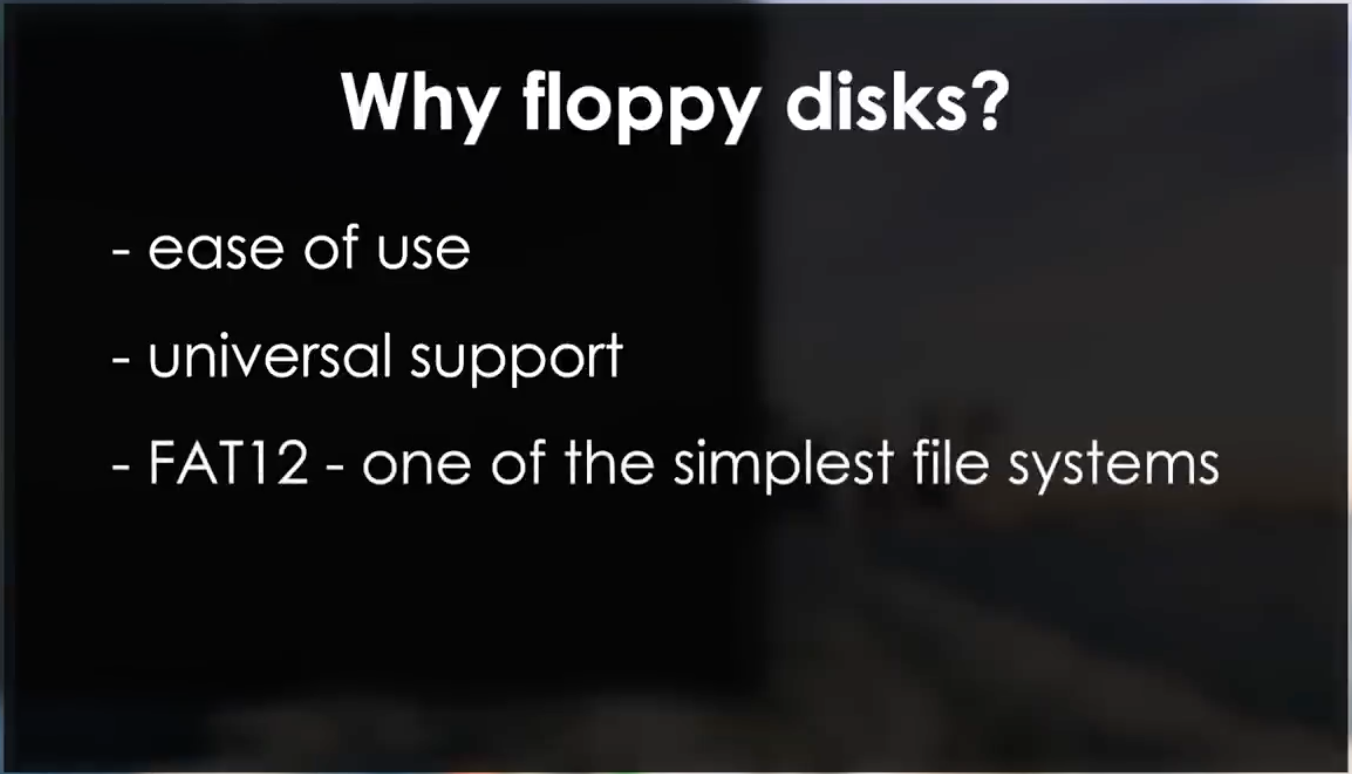 Why floppy disks?
- ease of use
- universal support
- FAT12 - one of the simplest file systems